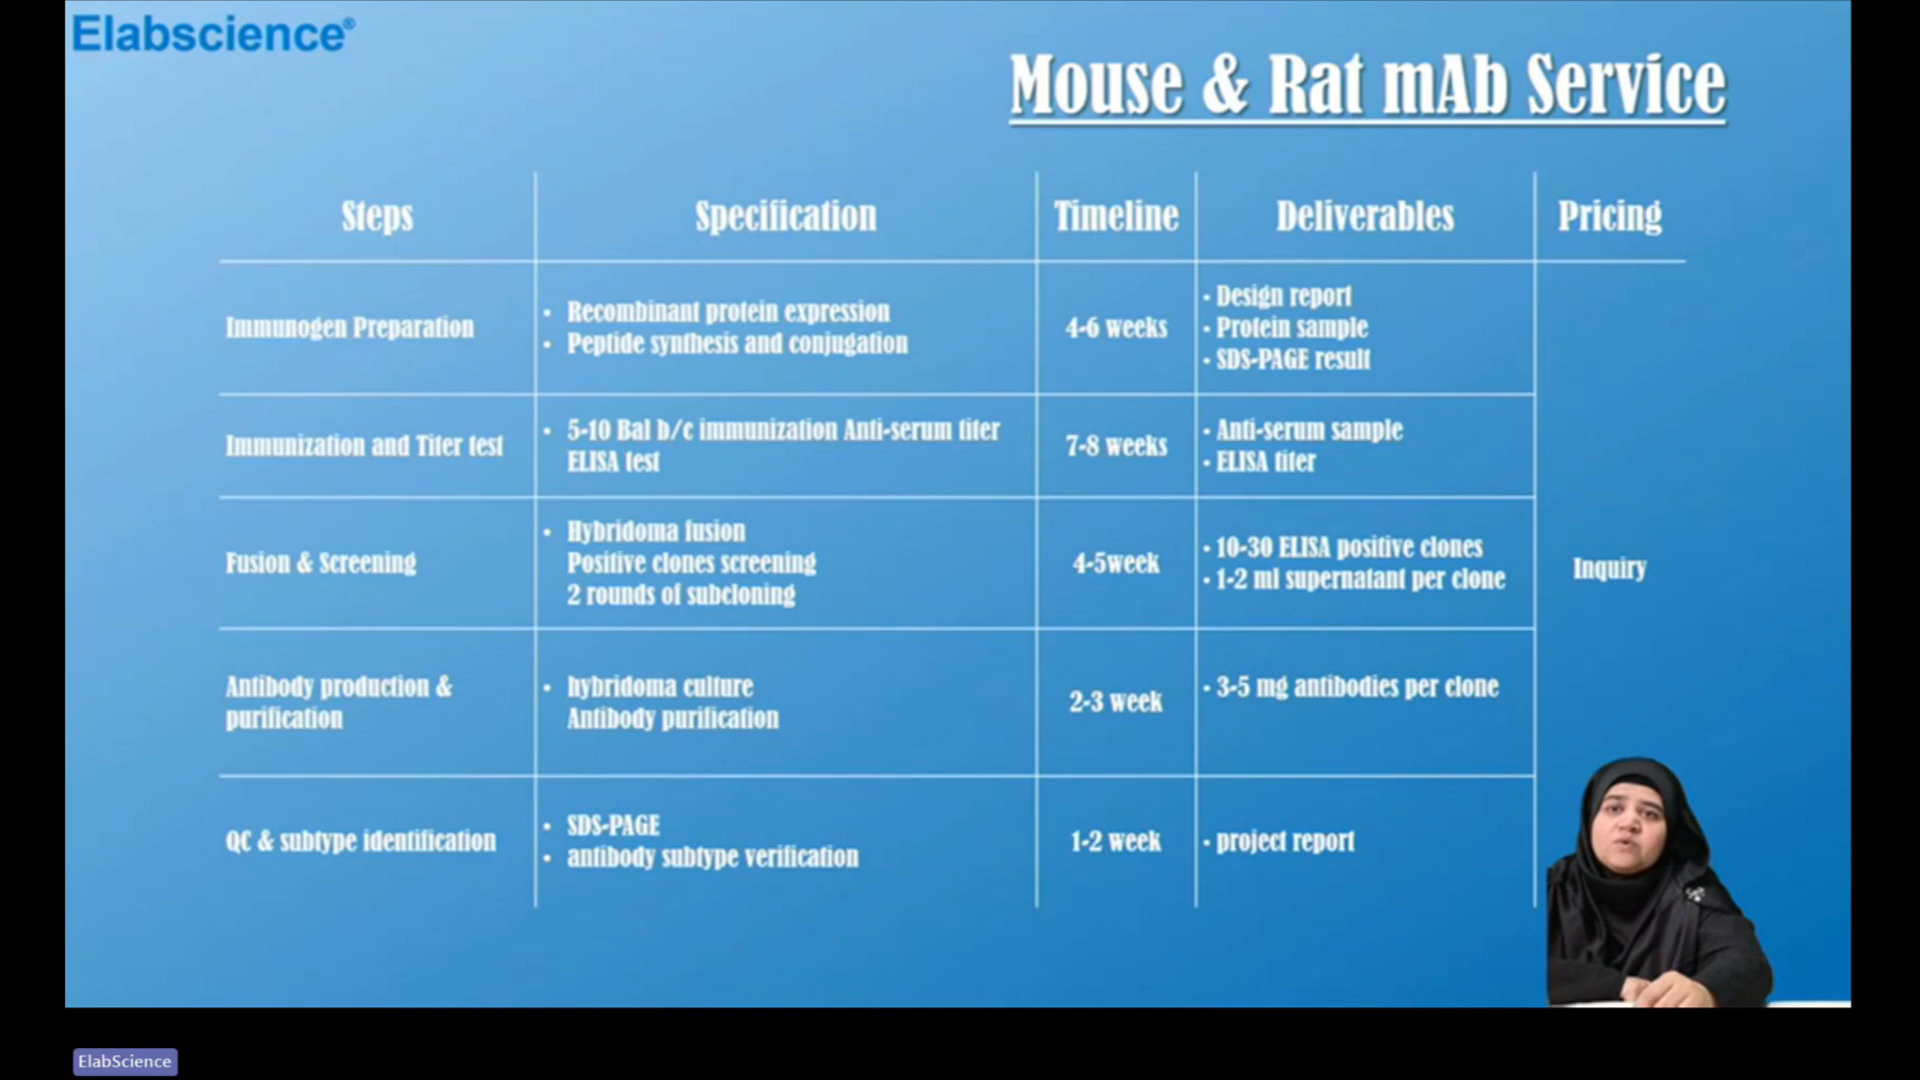 Elabscience®
Mouse & Rat mAb Service
Steps
Specification
Timeline
Deliverables
Pricing
Immunogen Preparation
• Recombinant protein expression
• Peptide synthesis and conjugation
4-6 weeks
- Design report
- Protein sample
- SDS-PAGE result
Immunization and Titer test
• 5-10 Bal b/c immunization Anti-serum titer
ELISA test
7-8 weeks
- Anti-serum sample
- ELISA titer
Fusion & Screening
• Hybridoma fusion
Positive clones screening
2 rounds of subcloning
4-5week
- 10-30 ELISA positive clones
- 1-2 ml supernatant per clone
Inquiry
Antibody production &
purification
• hybridoma culture
Antibody purification
2-3 week
- 3-5 mg antibodies per clone
QC & subtype identification
• SDS-PAGE
• antibody subtype verification
1-2 week
- project report
ElabScience